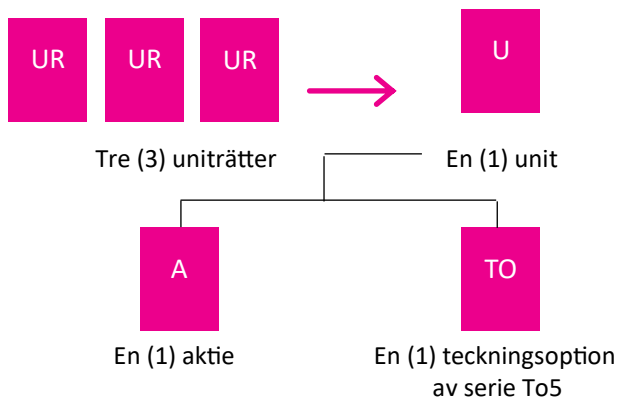 UR UR UR U
Tre (3) uniträtter En (1) unit
A TO
En (1) aktie En (1) teckningsoption
av serie To5